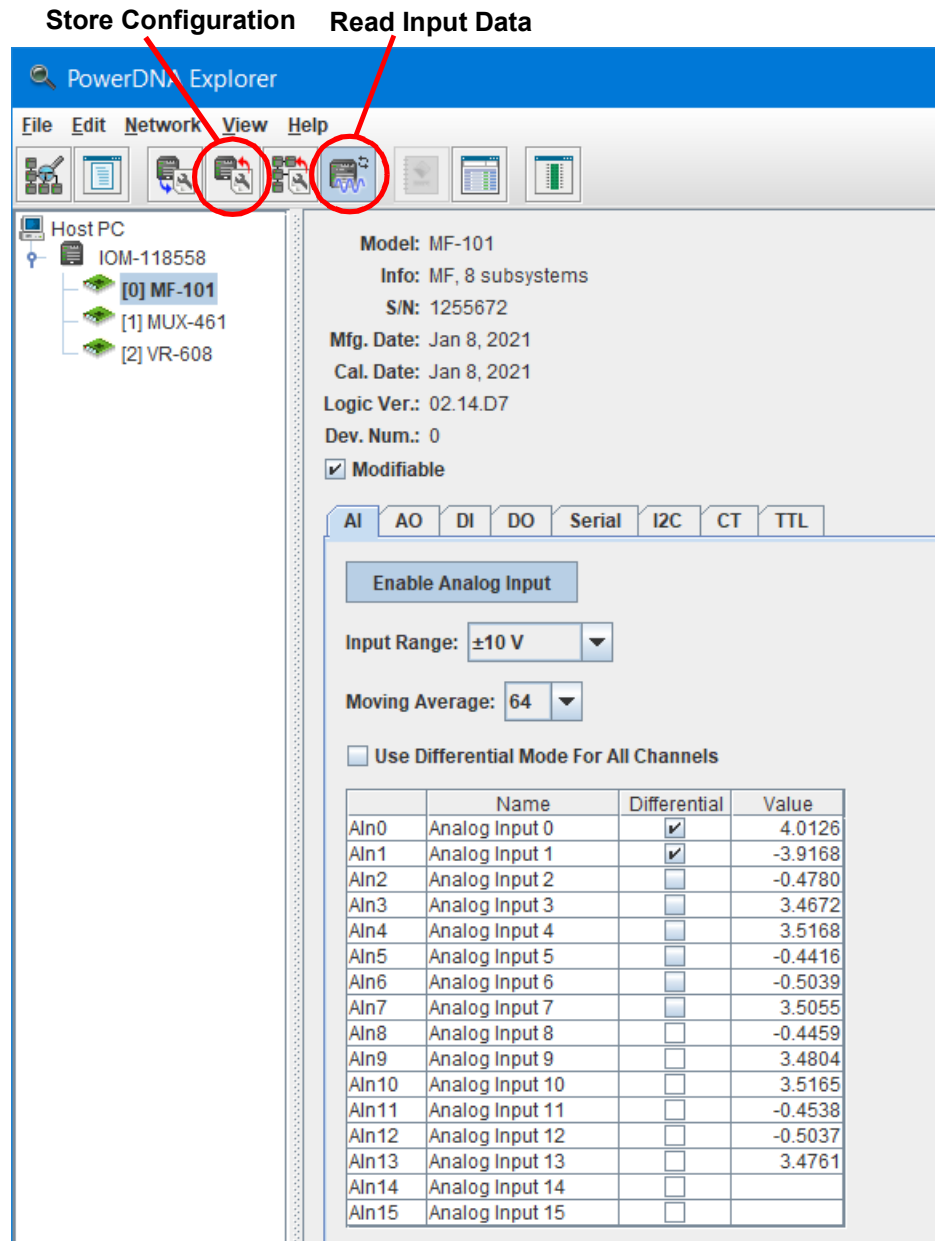 Store Configuration Read Input Data
PowerDNA Explorer
File Edit Network View Help
Host PC
IOM-118558
[0] MF-101
[1] MUX-461
[2] VR-608
Model: MF-101
Info: MF, 8 subsystems
S/N: 1255672
Mfg. Date: Jan 8, 2021
Cal. Date: Jan 8, 2021
Logic Ver.: 02.14.D7
Dev. Num.: 0
Modifiable
AI AO DI DO Serial I2C CT TTL
Enable Analog Input
Input Range: ±10 V
Moving Average: 64
Use Differential Mode For All Channels
Name Differential Value
AIn0 Analog Input 0 4.0126
AIn1 Analog Input 1 -3.9168
AIn2 Analog Input 2 -0.4780
AIn3 Analog Input 3 3.4672
AIn4 Analog Input 4 3.5168
AIn5 Analog Input 5 -0.4416
AIn6 Analog Input 6 -0.5039
AIn7 Analog Input 7 3.5055
AIn8 Analog Input 8 -0.4459
AIn9 Analog Input 9 3.4804
AIn10 Analog Input 10 3.5165
AIn11 Analog Input 11 -0.4538
AIn12 Analog Input 12 -0.5037
AIn13 Analog Input 13 3.4761
AIn14 Analog Input 14
AIn15 Analog Input 15